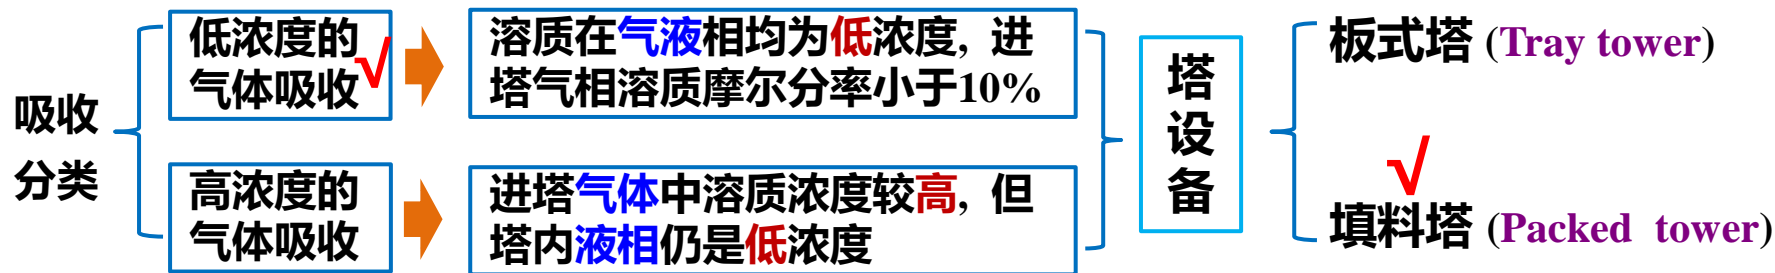 吸收
分类
低浓度的
气体吸收
√
溶质在气液相均为低浓度, 进
塔气相溶质摩尔分率小于10%
高浓度的
气体吸收
进塔气体中溶质浓度较高, 但
塔内液相仍是低浓度
塔
设
备
板式塔 (Tray tower)
√
填料塔 (Packed tower)